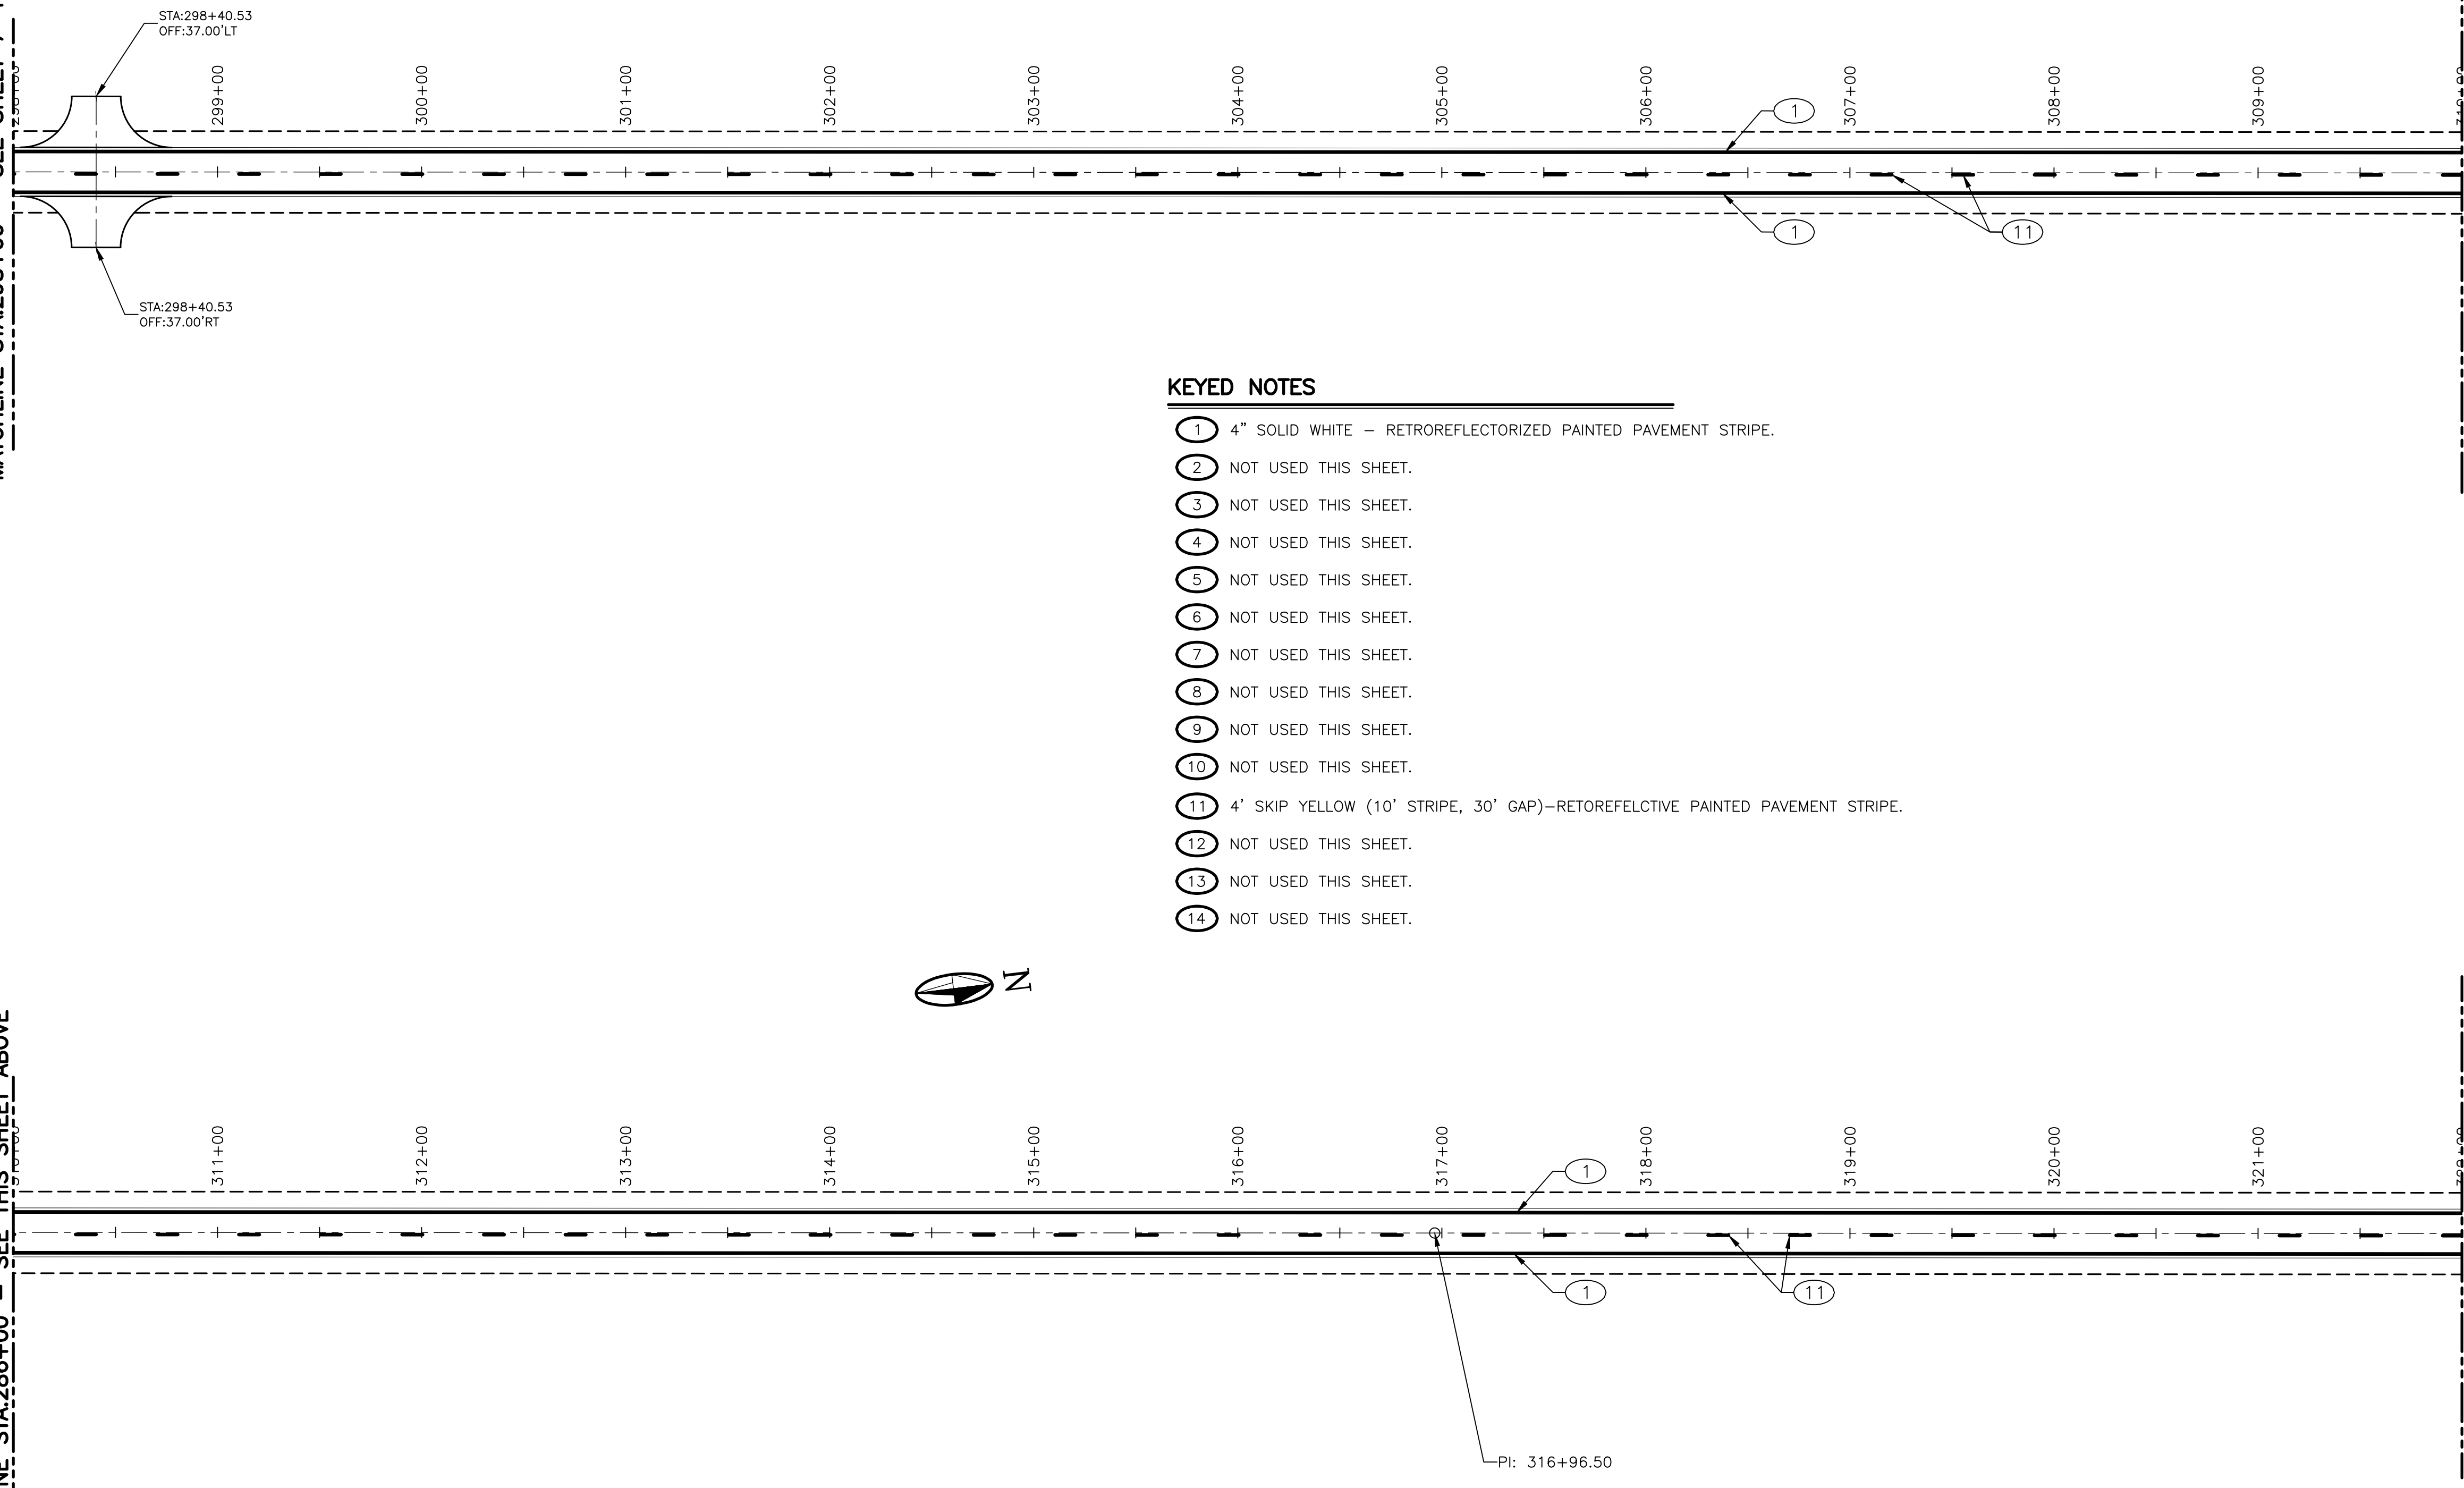 STA:298+40.53
OFF:37.00'LT
298+00
299+00
300+00
301+00
302+00
303+00
304+00
305+00
306+00
307+00
308+00
309+00
310+00
1
1
11
STA:298+40.53
OFF:37.00'RT
KEYED NOTES
1 4" SOLID WHITE – RETROREFLECTORIZED PAINTED PAVEMENT STRIPE.
2 NOT USED THIS SHEET.
3 NOT USED THIS SHEET.
4 NOT USED THIS SHEET.
5 NOT USED THIS SHEET.
6 NOT USED THIS SHEET.
7 NOT USED THIS SHEET.
8 NOT USED THIS SHEET.
9 NOT USED THIS SHEET.
10 NOT USED THIS SHEET.
11 4' SKIP YELLOW (10' STRIPE, 30' GAP)–RETOREFELCTIVE PAINTED PAVEMENT STRIPE.
12 NOT USED THIS SHEET.
13 NOT USED THIS SHEET.
14 NOT USED THIS SHEET.
N
SEE THIS SHEET ABOVE
310+00
311+00
312+00
313+00
314+00
315+00
316+00
317+00
318+00
319+00
320+00
321+00
322+00
1
1
11
PI: 316+96.50